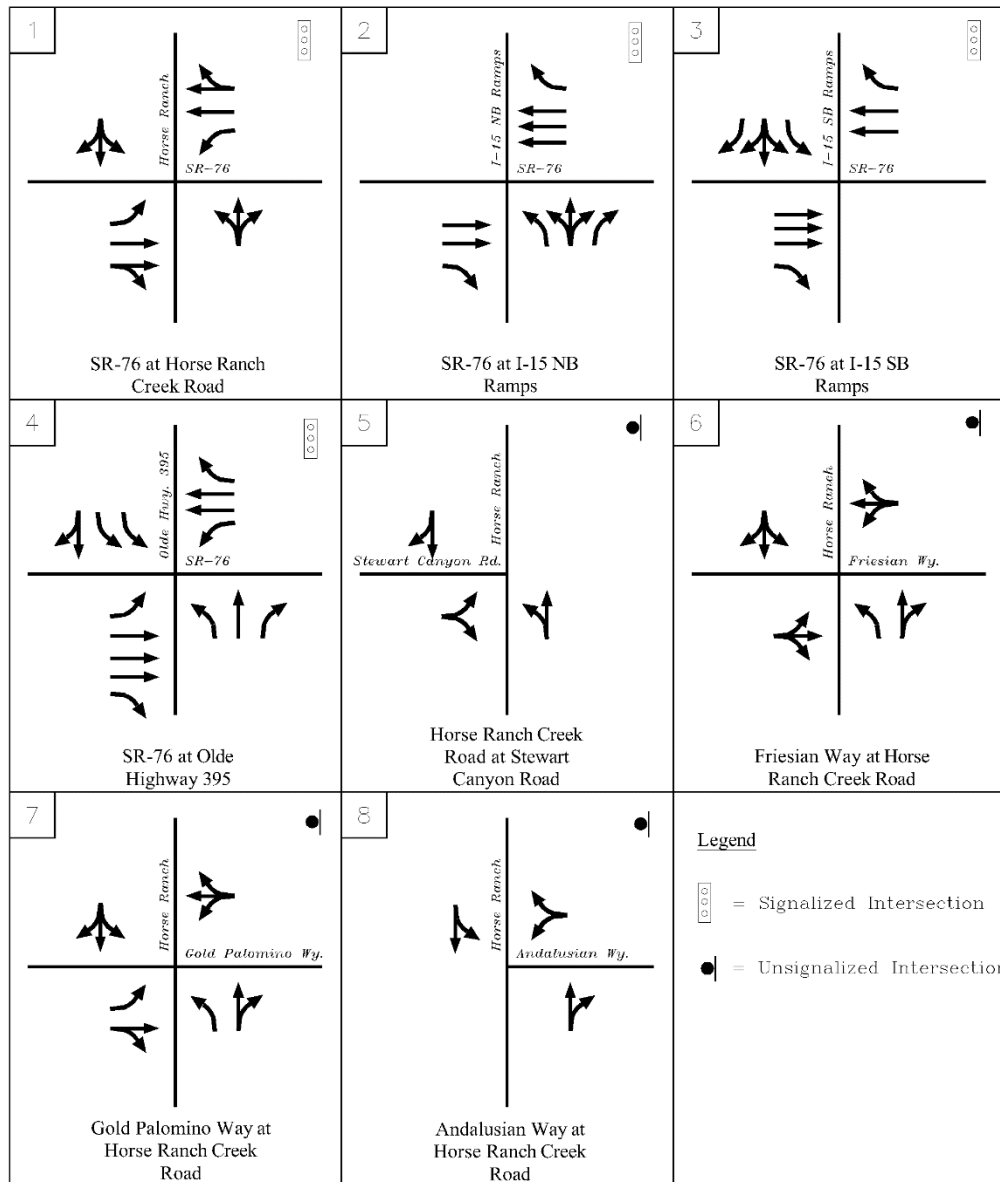 1
Horse Ranch
SR-76
SR-76 at Horse Ranch
Creek Road
2
I-15 NB Ramps
SR-76
SR-76 at I-15 NB
Ramps
3
I-15 SB Ramps
SR-76
SR-76 at I-15 SB
Ramps
4
Olde Hwy. 395
SR-76
SR-76 at Olde
Highway 395
5
Horse Ranch
Stewart Canyon Rd.
Horse Ranch Creek
Road at Stewart
Canyon Road
6
Horse Ranch
Friesian Wy.
Friesian Way at Horse
Ranch Creek Road
7
Horse Ranch
Gold Palomino Wy.
Gold Palomino Way at
Horse Ranch Creek
Road
8
Horse Ranch
Andalusian Wy.
Andalusian Way at
Horse Ranch Creek
Road
Legend
= Signalized Intersection
= Unsignalized Intersection